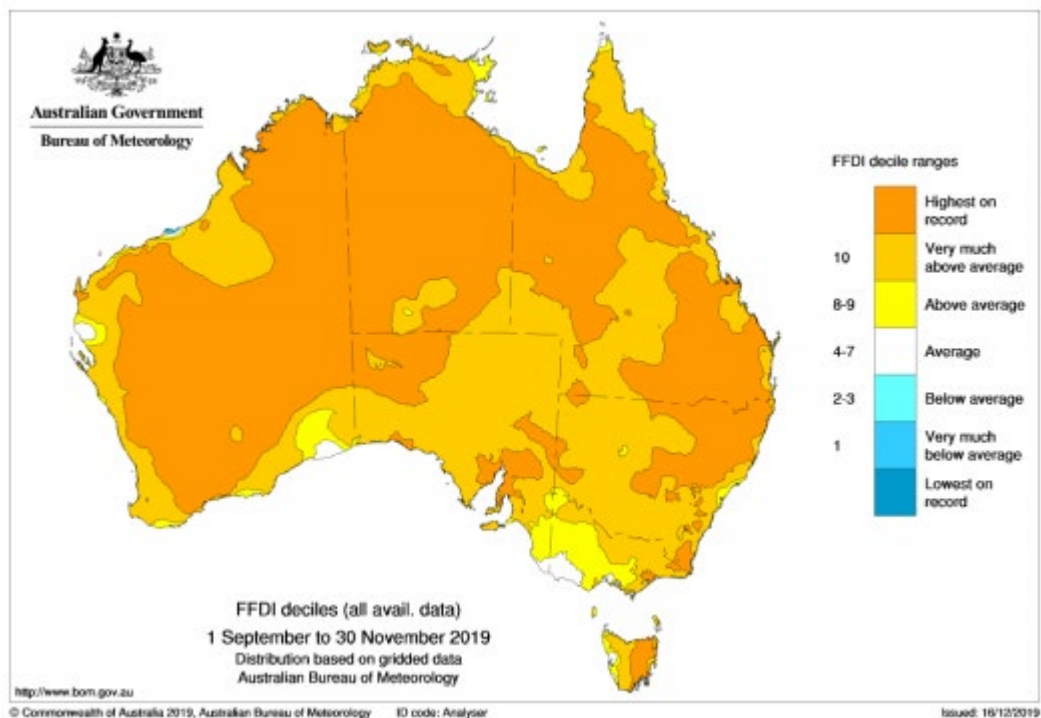 Australian Government
Bureau of Meteorology
FFDI decile ranges
Highest on
record
10
Very much
above average
8-9
Above average
4-7
Average
2-3
Below average
1
Very much
below average
Lowest on
record
FFDI deciles (all avail. data)
1 September to 30 November 2019
Distribution based on gridded data
Australian Bureau of Meteorology
http://www.bom.gov.au
© Commonwealth of Australia 2019, Australian Bureau of Meteorology ID code: Analyser Issued: 16/12/2019